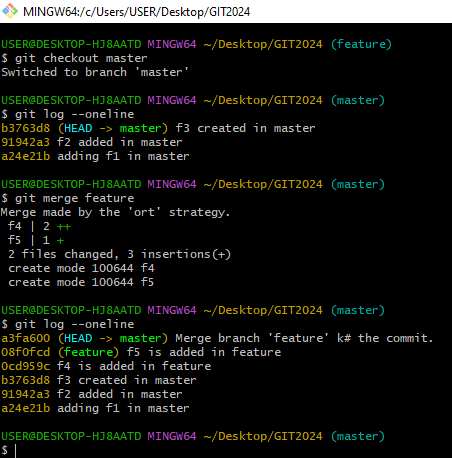 MINGW64:/c/Users/USER/Desktop/GIT2024
USER@DESKTOP-HJ8AATD MINGW64 ~/Desktop/GIT2024 (feature)
$ git checkout master
Switched to branch 'master'
USER@DESKTOP-HJ8AATD MINGW64 ~/Desktop/GIT2024 (master)
$ git log --oneline
b3763d8 (HEAD -> master) f3 created in master
91942a3 f2 added in master
a24e21b adding f1 in master
USER@DESKTOP-HJ8AATD MINGW64 ~/Desktop/GIT2024 (master)
$ git merge feature
Merge made by the 'ort' strategy.
f4 | 2 ++
f5 | 1 +
2 files changed, 3 insertions(+)
create mode 100644 f4
create mode 100644 f5
USER@DESKTOP-HJ8AATD MINGW64 ~/Desktop/GIT2024 (master)
$ git log --oneline
a3fa600 (HEAD -> master) Merge branch 'feature' k# the commit.
08f0fcd (feature) f5 is added in feature
0cd959c f4 is added in feature
b3763d8 f3 created in master
91942a3 f2 added in master
a24e21b adding f1 in master
USER@DESKTOP-HJ8AATD MINGW64 ~/Desktop/GIT2024 (master)
$